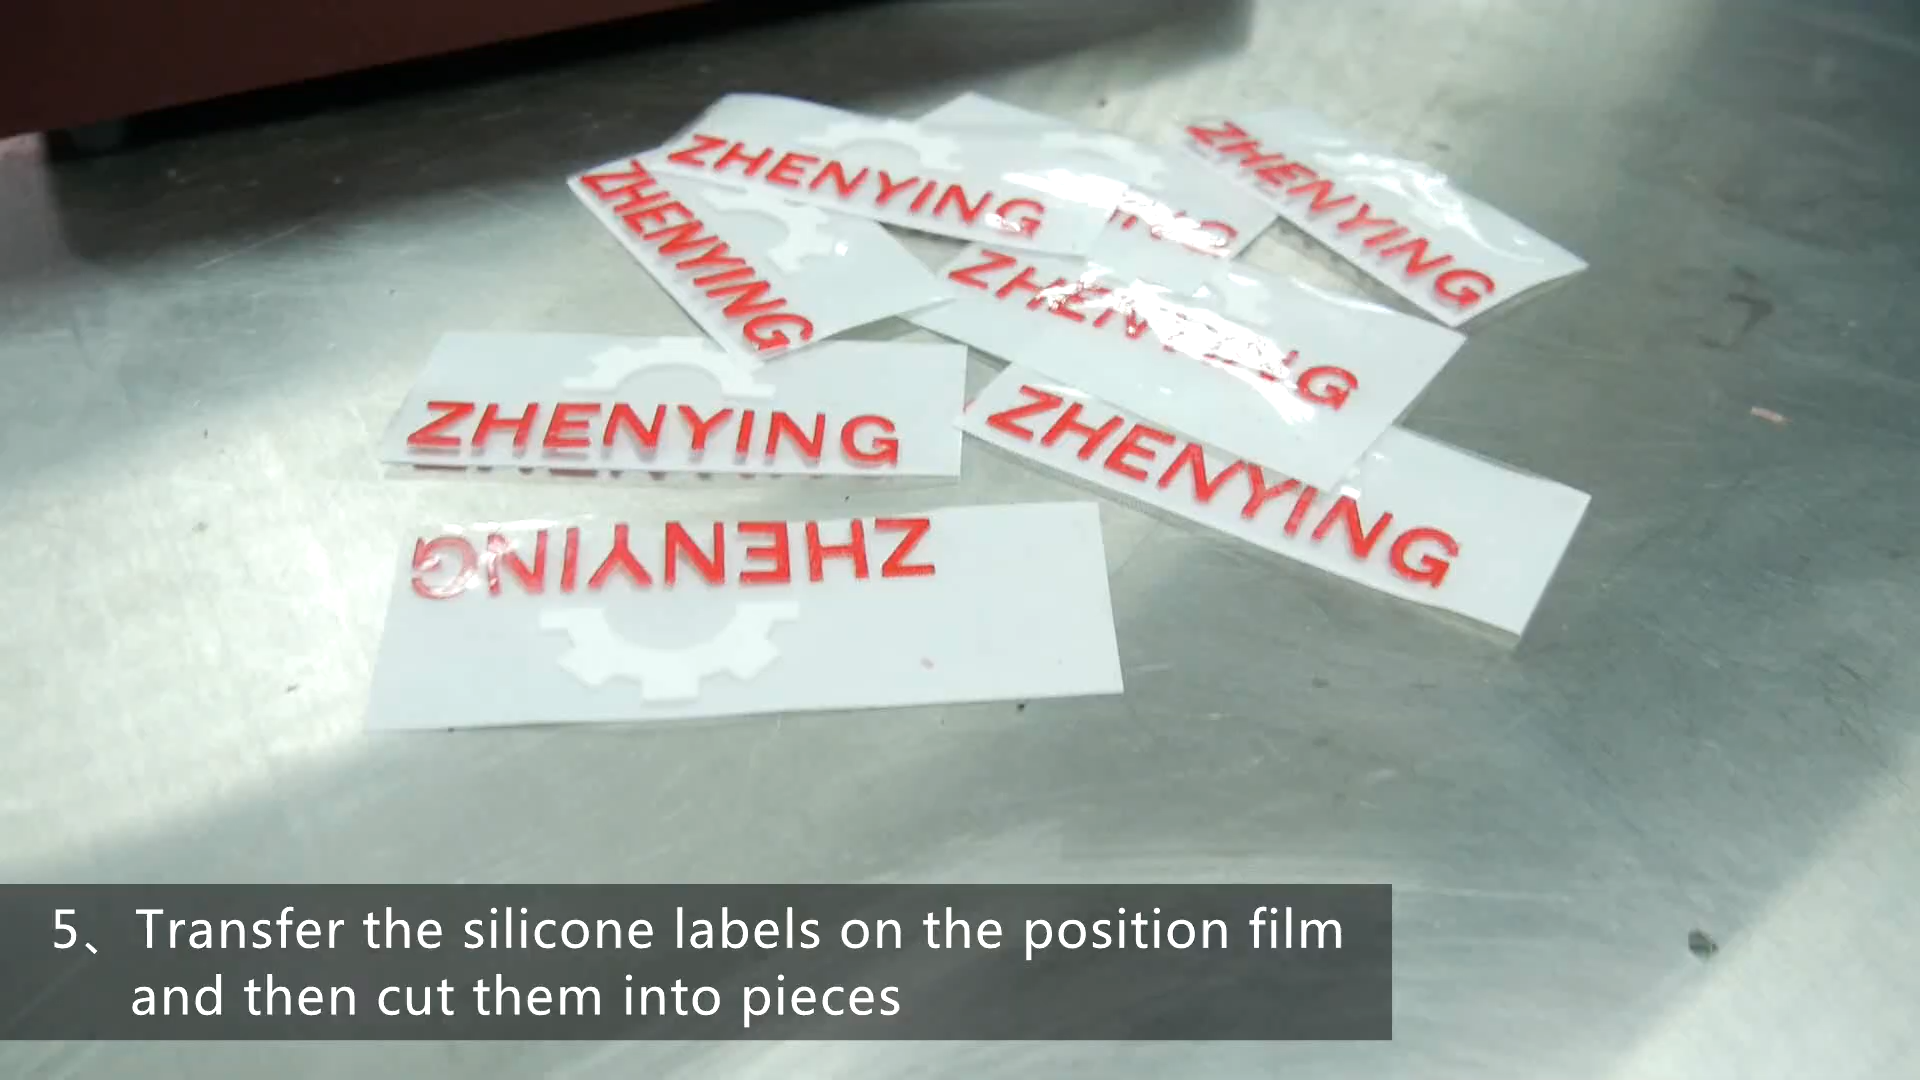 ZHENYING
ZHENYING
ZHENYING
NG
ZHENYING
ZHENYING
ZHENYING
ZHENYING
5、Transfer the silicone labels on the position film
and then cut them into pieces